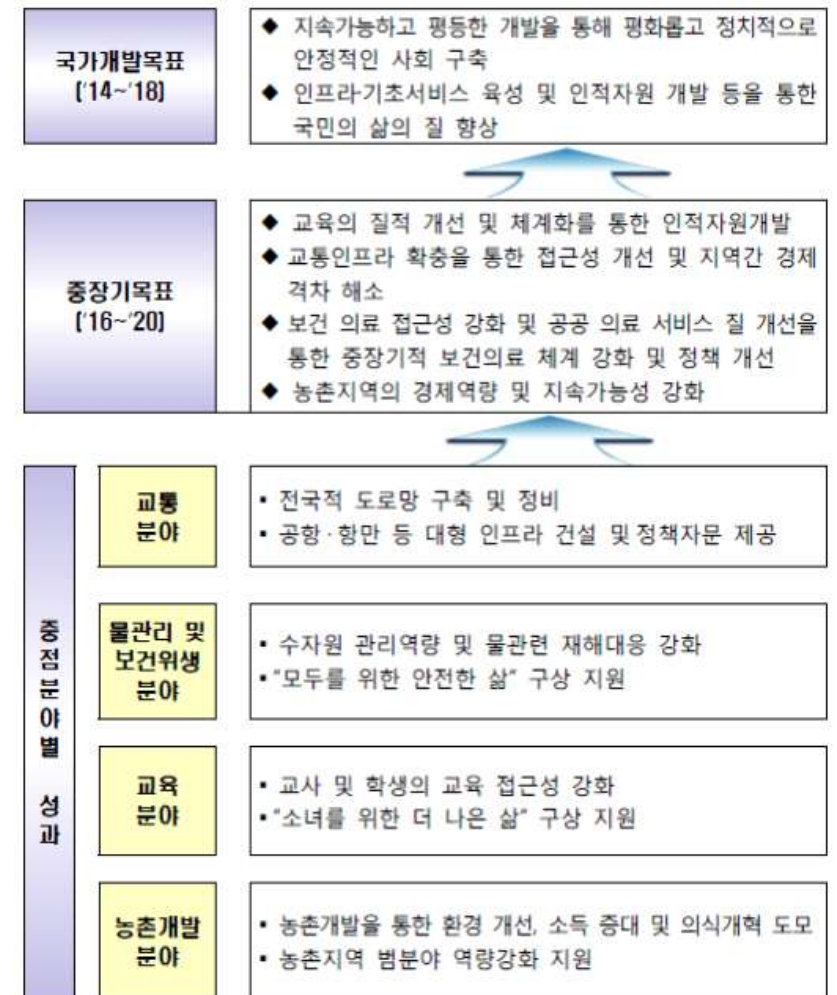 국가개발목표
('14~'18)
◆ 지속가능하고 평등한 개발을 통해 평화롭고 정치적으로
안정적인 사회 구축
◆ 인프라·기초서비스 육성 및 인적자원 개발 등을 통한
국민의 삶의 질 향상
중장기목표
('16~'20)
◆ 교육의 질적 개선 및 체계화를 통한 인적자원개발
◆ 교통인프라 확충을 통한 접근성 개선 및 지역간 경제
격차 해소
◆ 보건 의료 접근성 강화 및 공공 의료 서비스 질 개선을
통한 중장기적 보건의료 체계 강화 및 정책 개선
◆ 농촌지역의 경제역량 및 지속가능성 강화
중점분야별 성과
교통
분야
▪ 전국적 도로망 구축 및 정비
▪ 공항·항만 등 대형 인프라 건설 및 정책자문 제공
물관리 및
보건위생
분야
▪ 수자원 관리역량 및 물관련 재해대응 강화
▪ "모두를 위한 안전한 삶" 구상 지원
교육
분야
▪ 교사 및 학생의 교육 접근성 강화
▪ "소녀를 위한 더 나은 삶" 구상 지원
농촌개발
분야
▪ 농촌개발을 통한 환경 개선, 소득 증대 및 의식개혁 도모
▪ 농촌지역 범분야 역량강화 지원